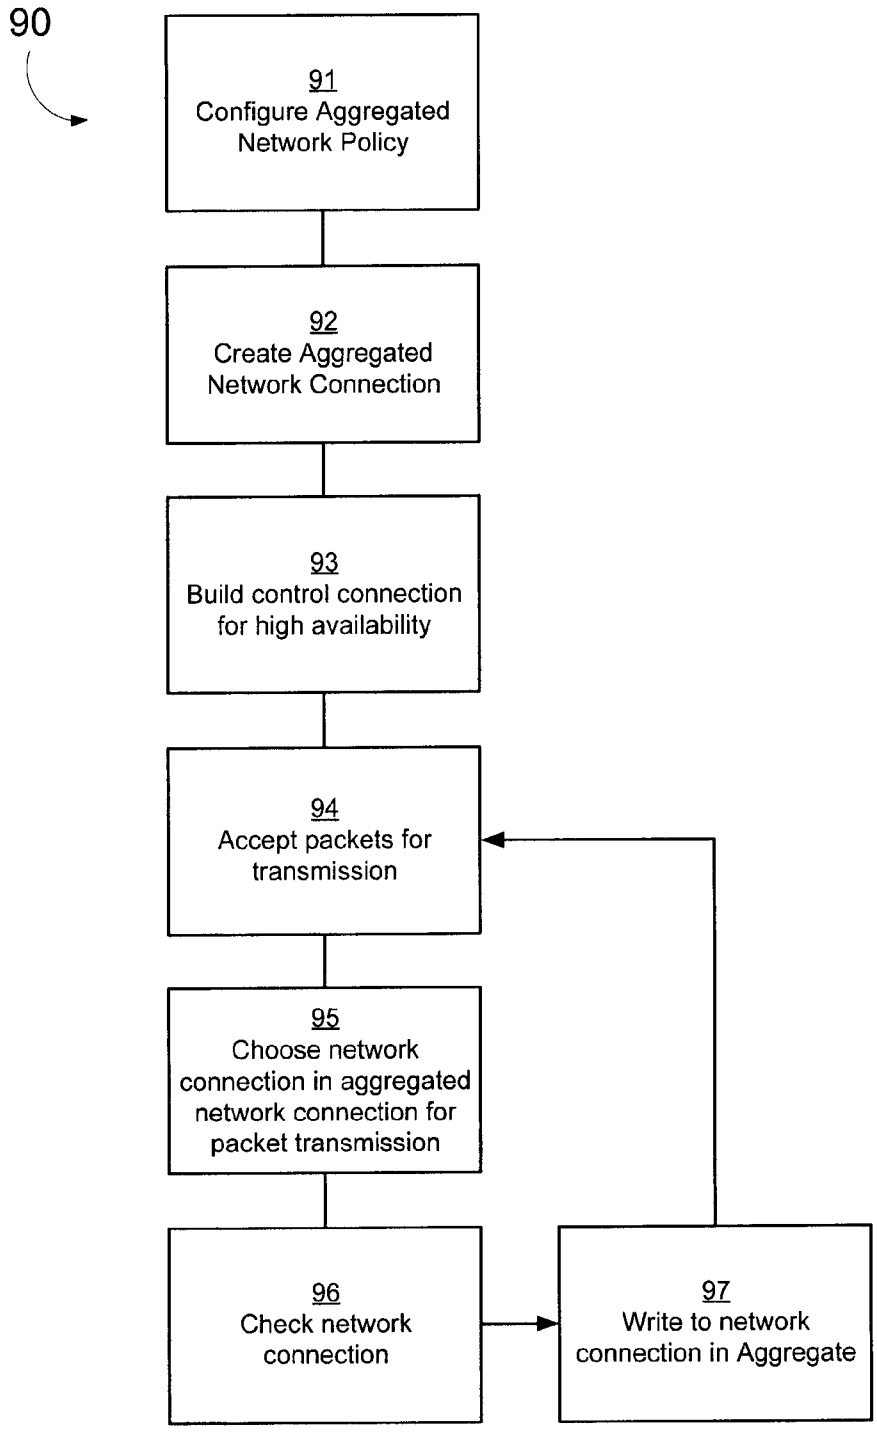 90
91
Configure Aggregated
Network Policy
92
Create Aggregated
Network Connection
93
Build control connection
for high availability
94
Accept packets for
transmission
95
Choose network
connection in aggregated
network connection for
packet transmission
96
Check network
connection
97
Write to network
connection in Aggregate